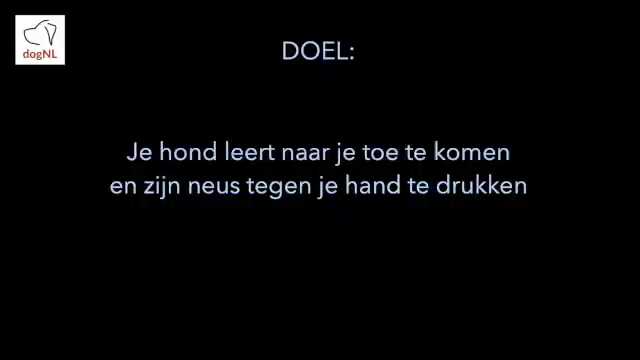 dogNL
DOEL:
Je hond leert naar je toe te komen
en zijn neus tegen je hand te drukken